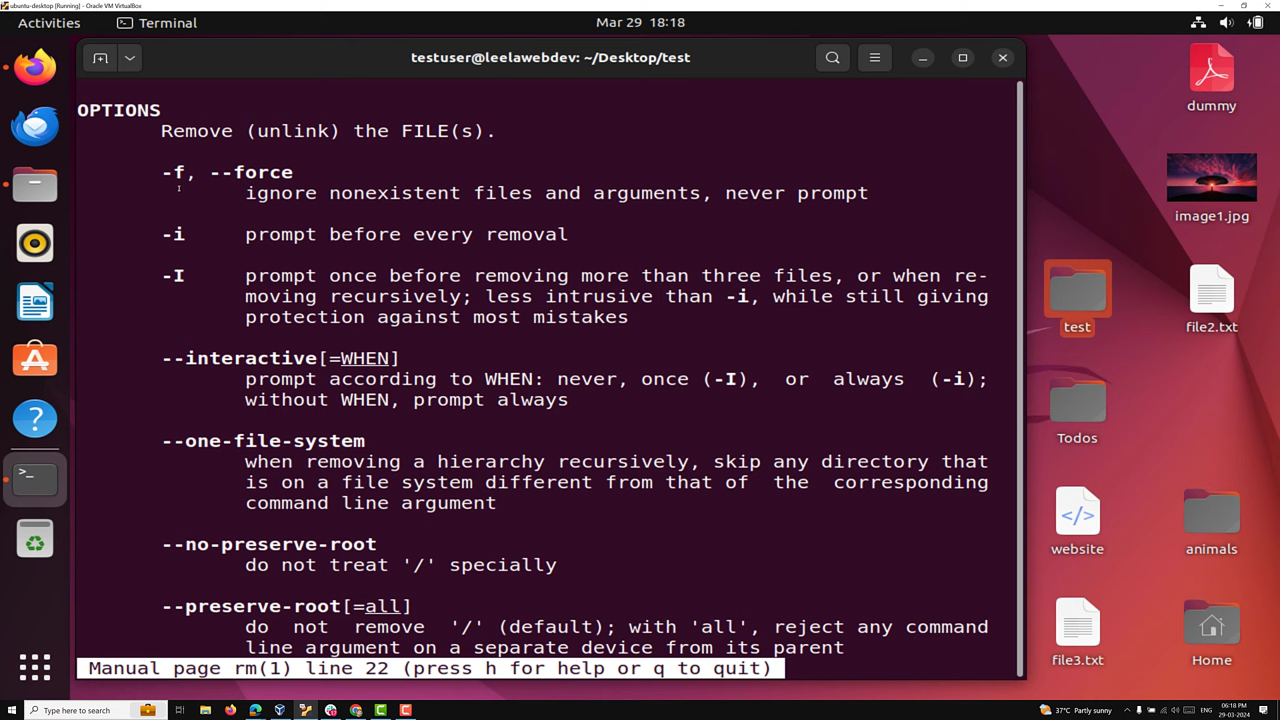 ubuntu-desktop [Running] - Oracle VM VirtualBox
Activities
Terminal
Mar 29 18:18
testuser@leelawebdev: ~/Desktop/test
OPTIONS
Remove (unlink) the FILE(s).
-f, --force
ignore nonexistent files and arguments, never prompt
-i prompt before every removal
-I prompt once before removing more than three files, or when re-
moving recursively; less intrusive than -i, while still giving
protection against most mistakes
--interactive[=WHEN]
prompt according to WHEN: never, once (-I), or always (-i);
without WHEN, prompt always
--one-file-system
when removing a hierarchy recursively, skip any directory that
is on a file system different from that of the corresponding
command line argument
--no-preserve-root
do not treat '/' specially
--preserve-root[=all]
do not remove '/' (default); with 'all', reject any command
line argument on a separate device from its parent
Manual page rm(1) line 22 (press h for help or q to quit)
dummy
image1.jpg
test
file2.txt
Todos
website
animals
file3.txt
Home
Type here to search
37°C Partly sunny
ENG
06:18 PM
29-03-2024